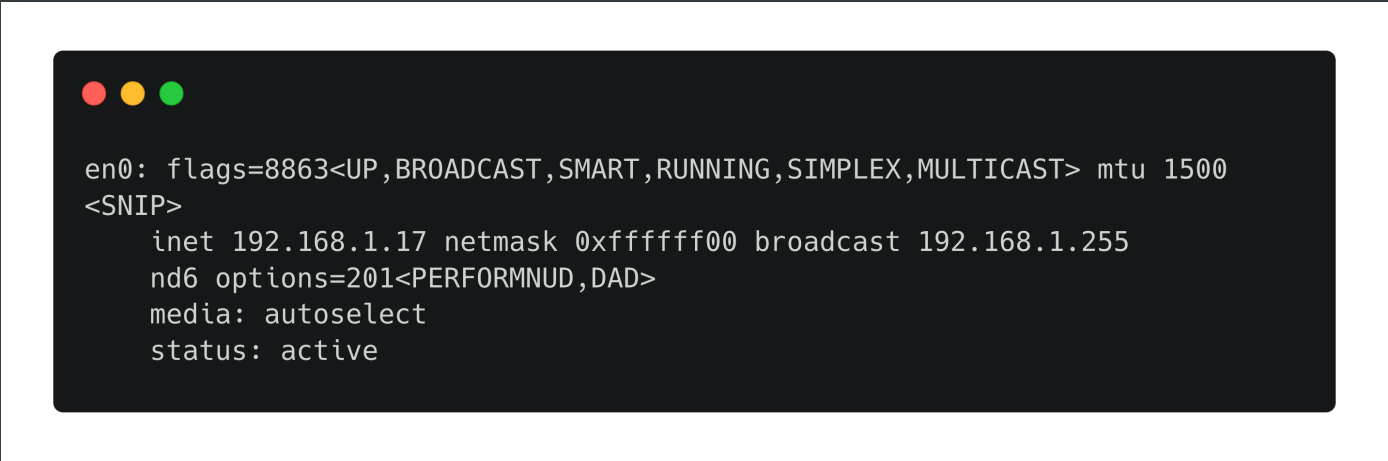 en0: flags=8863<UP,BROADCAST,SMART,RUNNING,SIMPLEX,MULTICAST> mtu 1500
<SNIP>
    inet 192.168.1.17 netmask 0xffffff00 broadcast 192.168.1.255
    nd6 options=201<PERFORMNUD,DAD>
    media: autoselect
    status: active